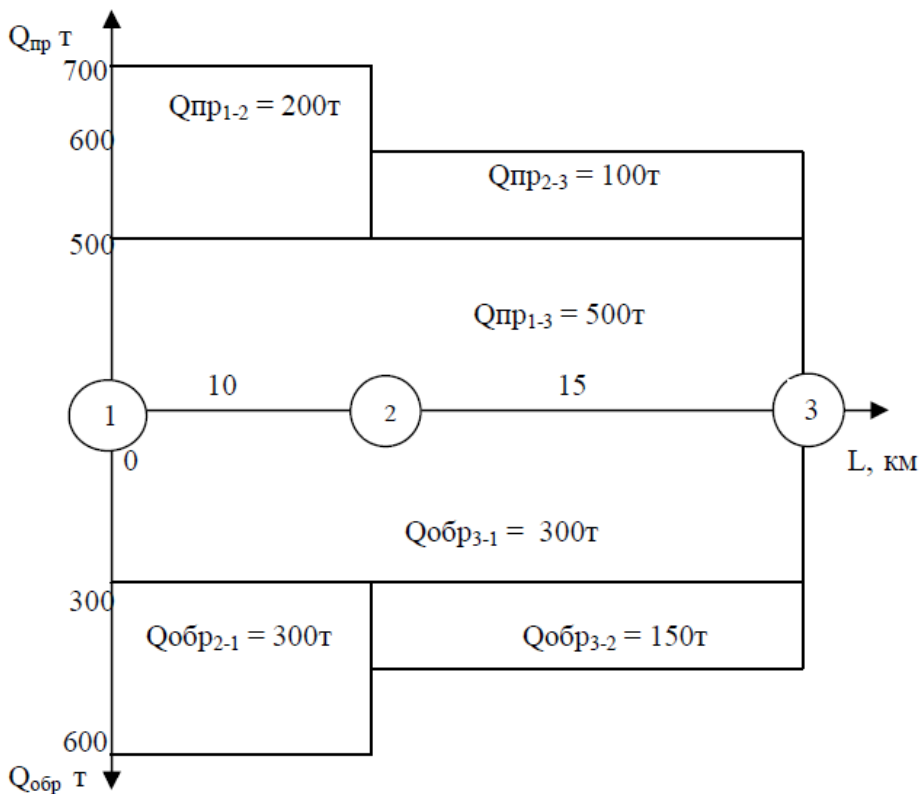 Qпр т
700
Qпр1-2 = 200т
600
Qпр2-3 = 100т
500
Qпр1-3 = 500т
10
15
1
2
3
0
L, км
Qобр3-1 = 300т
300
Qобр2-1 = 300т
Qобр3-2 = 150т
600
Qобр т